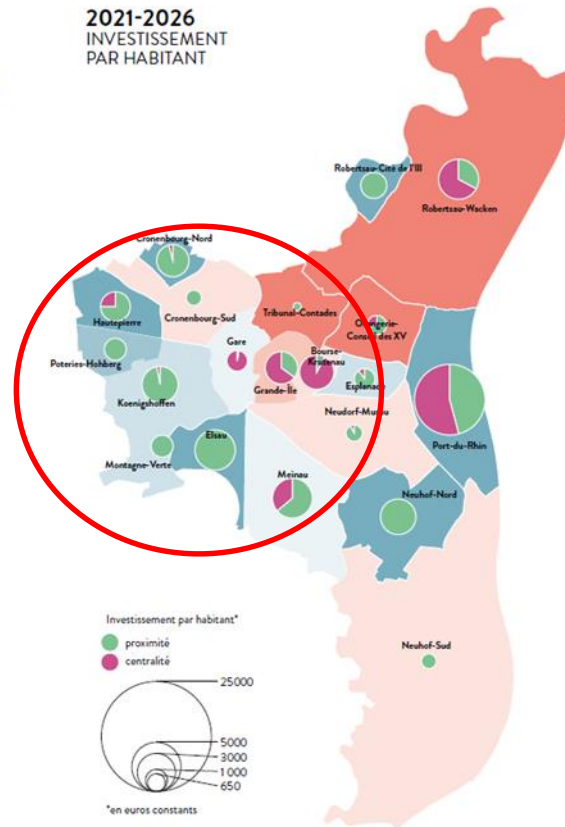 2021-2026
INVESTISSEMENT
PAR HABITANT
Robertsau-Cité de l'Ill
Robertsau-Wacken
Cronenbourg-Nord
Hautepierre
Cronenbourg-Sud
Tribunal-Contades
Orangerie-
Conseil des XV
Poteries-Hohberg
Gare
Bourse-
Krutenau
Grande-Île
Esplanade
Koenigshoffen
Neudorf-Musau
Port-du-Rhin
Montagne-Verte
Elsau
Meinau
Neuhof-Nord
Neuhof-Sud
Investissement par habitant*
proximité
centralité
25000
5000
3000
1 000
650
*en euros constants